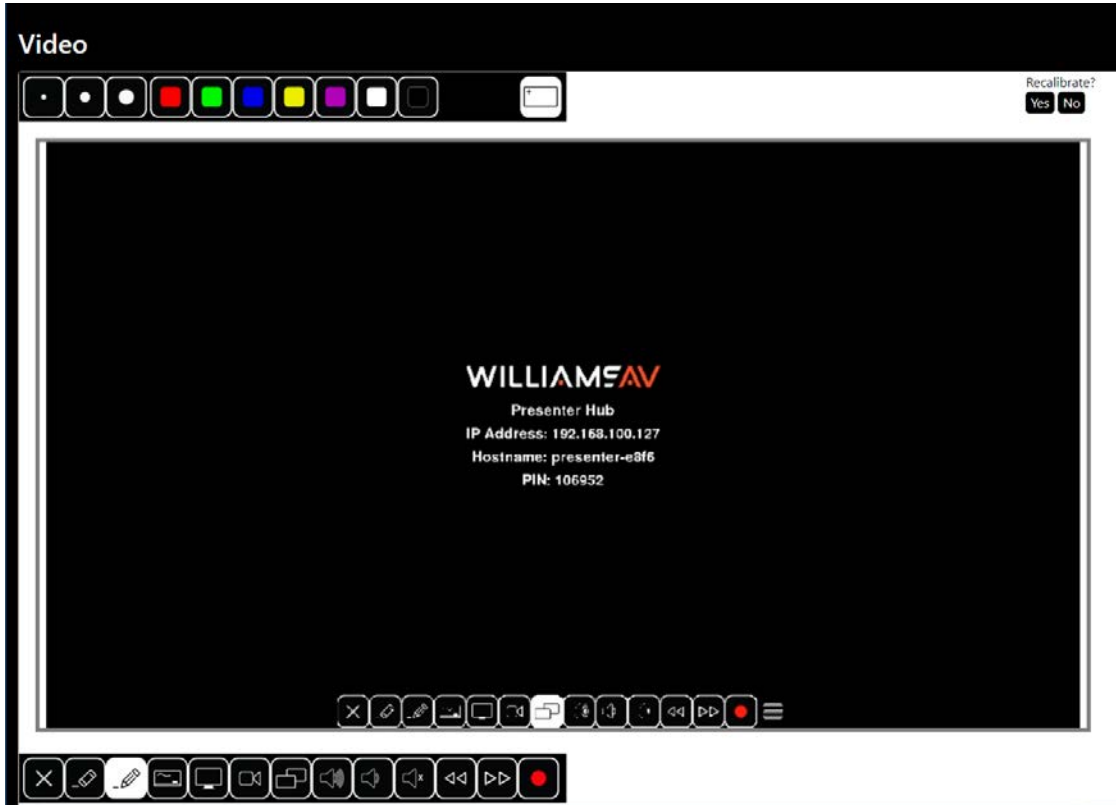 Video
Recalibrate?
Yes No
WILLIAMSAV
Presenter Hub
IP Address: 192.168.100.127
Hostname: presenter-e8f6
PIN: 106952